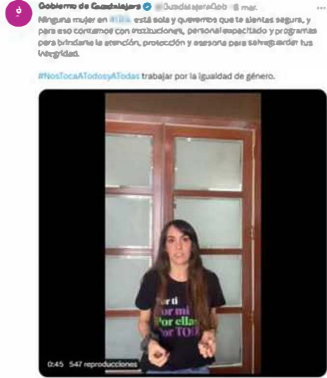 Gobierno de Guadalajara @GuadalajaraGob · 8 mar.
Ninguna mujer en está sola y queremos que te sientas segura, y
para eso contamos con instituciones, personal capacitado y programas
para brindarte la atención, protección y asesoría para salvaguardar tus
integridad.
#NosTocaATodosyATodas trabajar por la igualdad de género.
Por ti
Por mí
Por ellas
Por TODAS
0:45 547 reproducciones